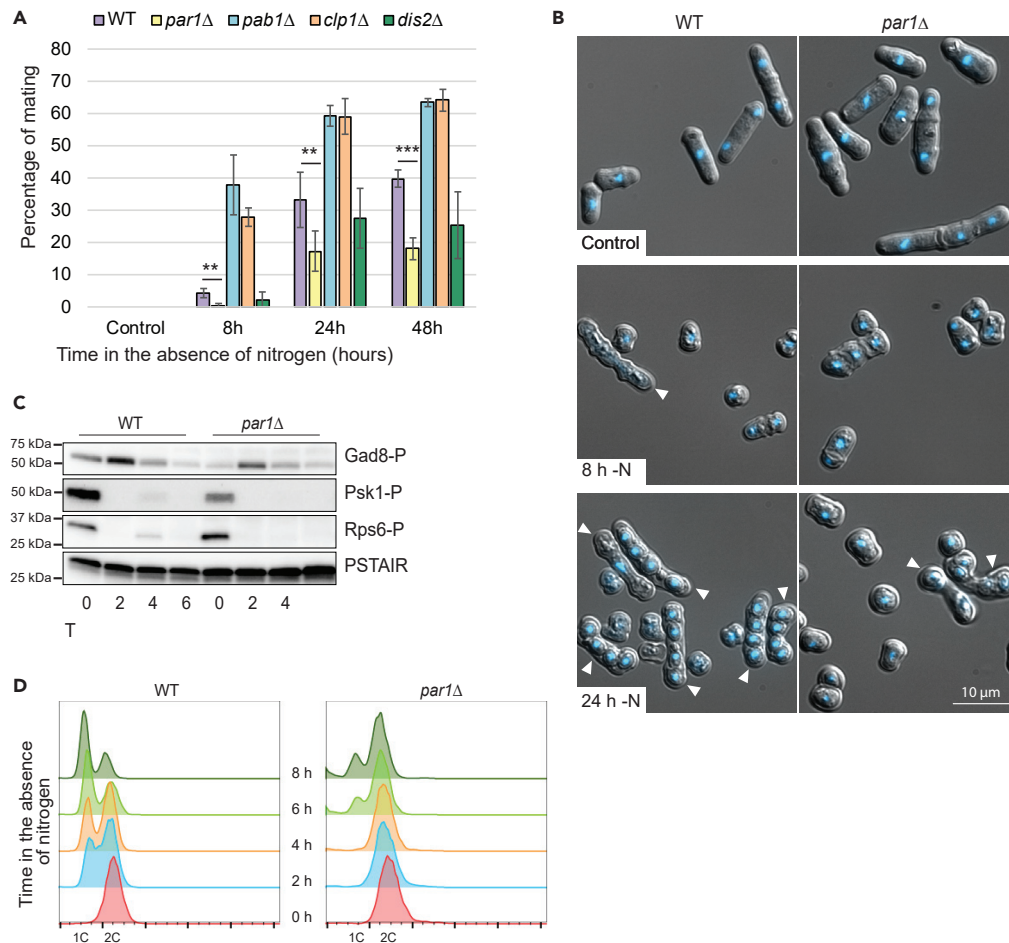 A
WT par1Δ pab1Δ clp1Δ dis2Δ
Percentage of mating
80
70
60
50
40
30
20
10
0
** ** ***
Control 8h 24h 48h
Time in the absence of nitrogen (hours)
B
WT par1Δ
Control
8 h -N
24 h -N
10 µm
C
WT par1Δ
75 kDa
50 kDa
Gad8-P
50 kDa
Psk1-P
37 kDa
25 kDa
Rps6-P
25 kDa
PSTAIR
0 2 4 6 0 2 4
T
D
WT par1Δ
Time in the absence
of nitrogen
8 h
6 h
4 h
2 h
0 h
1C 2C 1C 2C